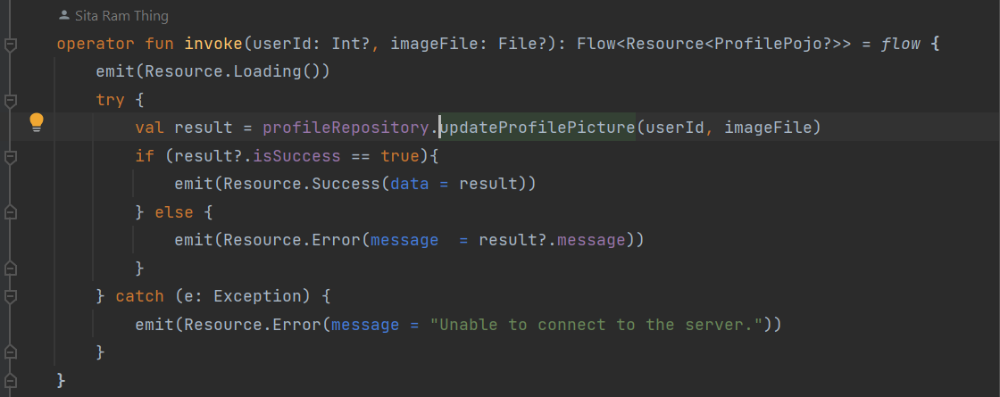 Sita Ram Thing
operator fun invoke(userId: Int?, imageFile: File?): Flow<Resource<ProfilePojo?>> = flow {
    emit(Resource.Loading())
    try {
        val result = profileRepository.updateProfilePicture(userId, imageFile)
        if (result?.isSuccess == true){
            emit(Resource.Success(data = result))
        } else {
            emit(Resource.Error(message  = result?.message))
        }
    } catch (e: Exception) {
        emit(Resource.Error(message = "Unable to connect to the server."))
    }
}